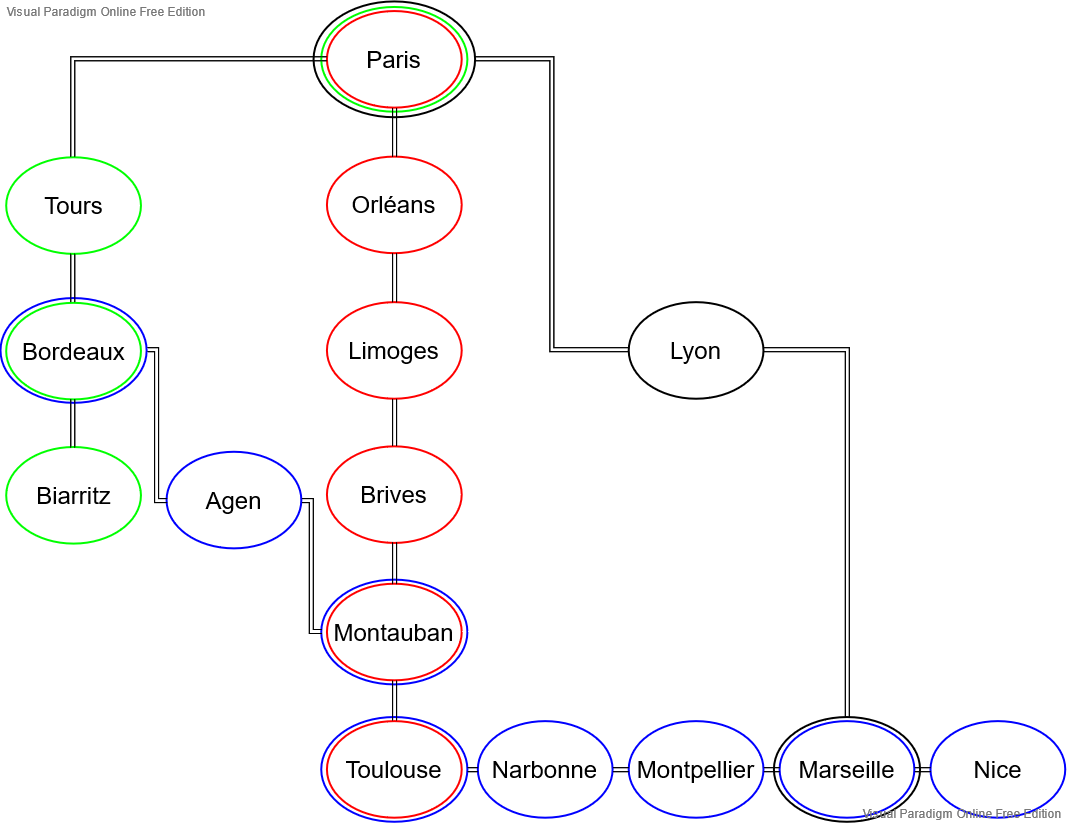 Visual Paradigm Online Free Edition
Paris
Tours
Orléans
Bordeaux
Limoges
Lyon
Biarritz
Agen
Brives
Montauban
Toulouse
Narbonne
Montpellier
Marseille
Nice
Visual Paradigm Online Free Edition